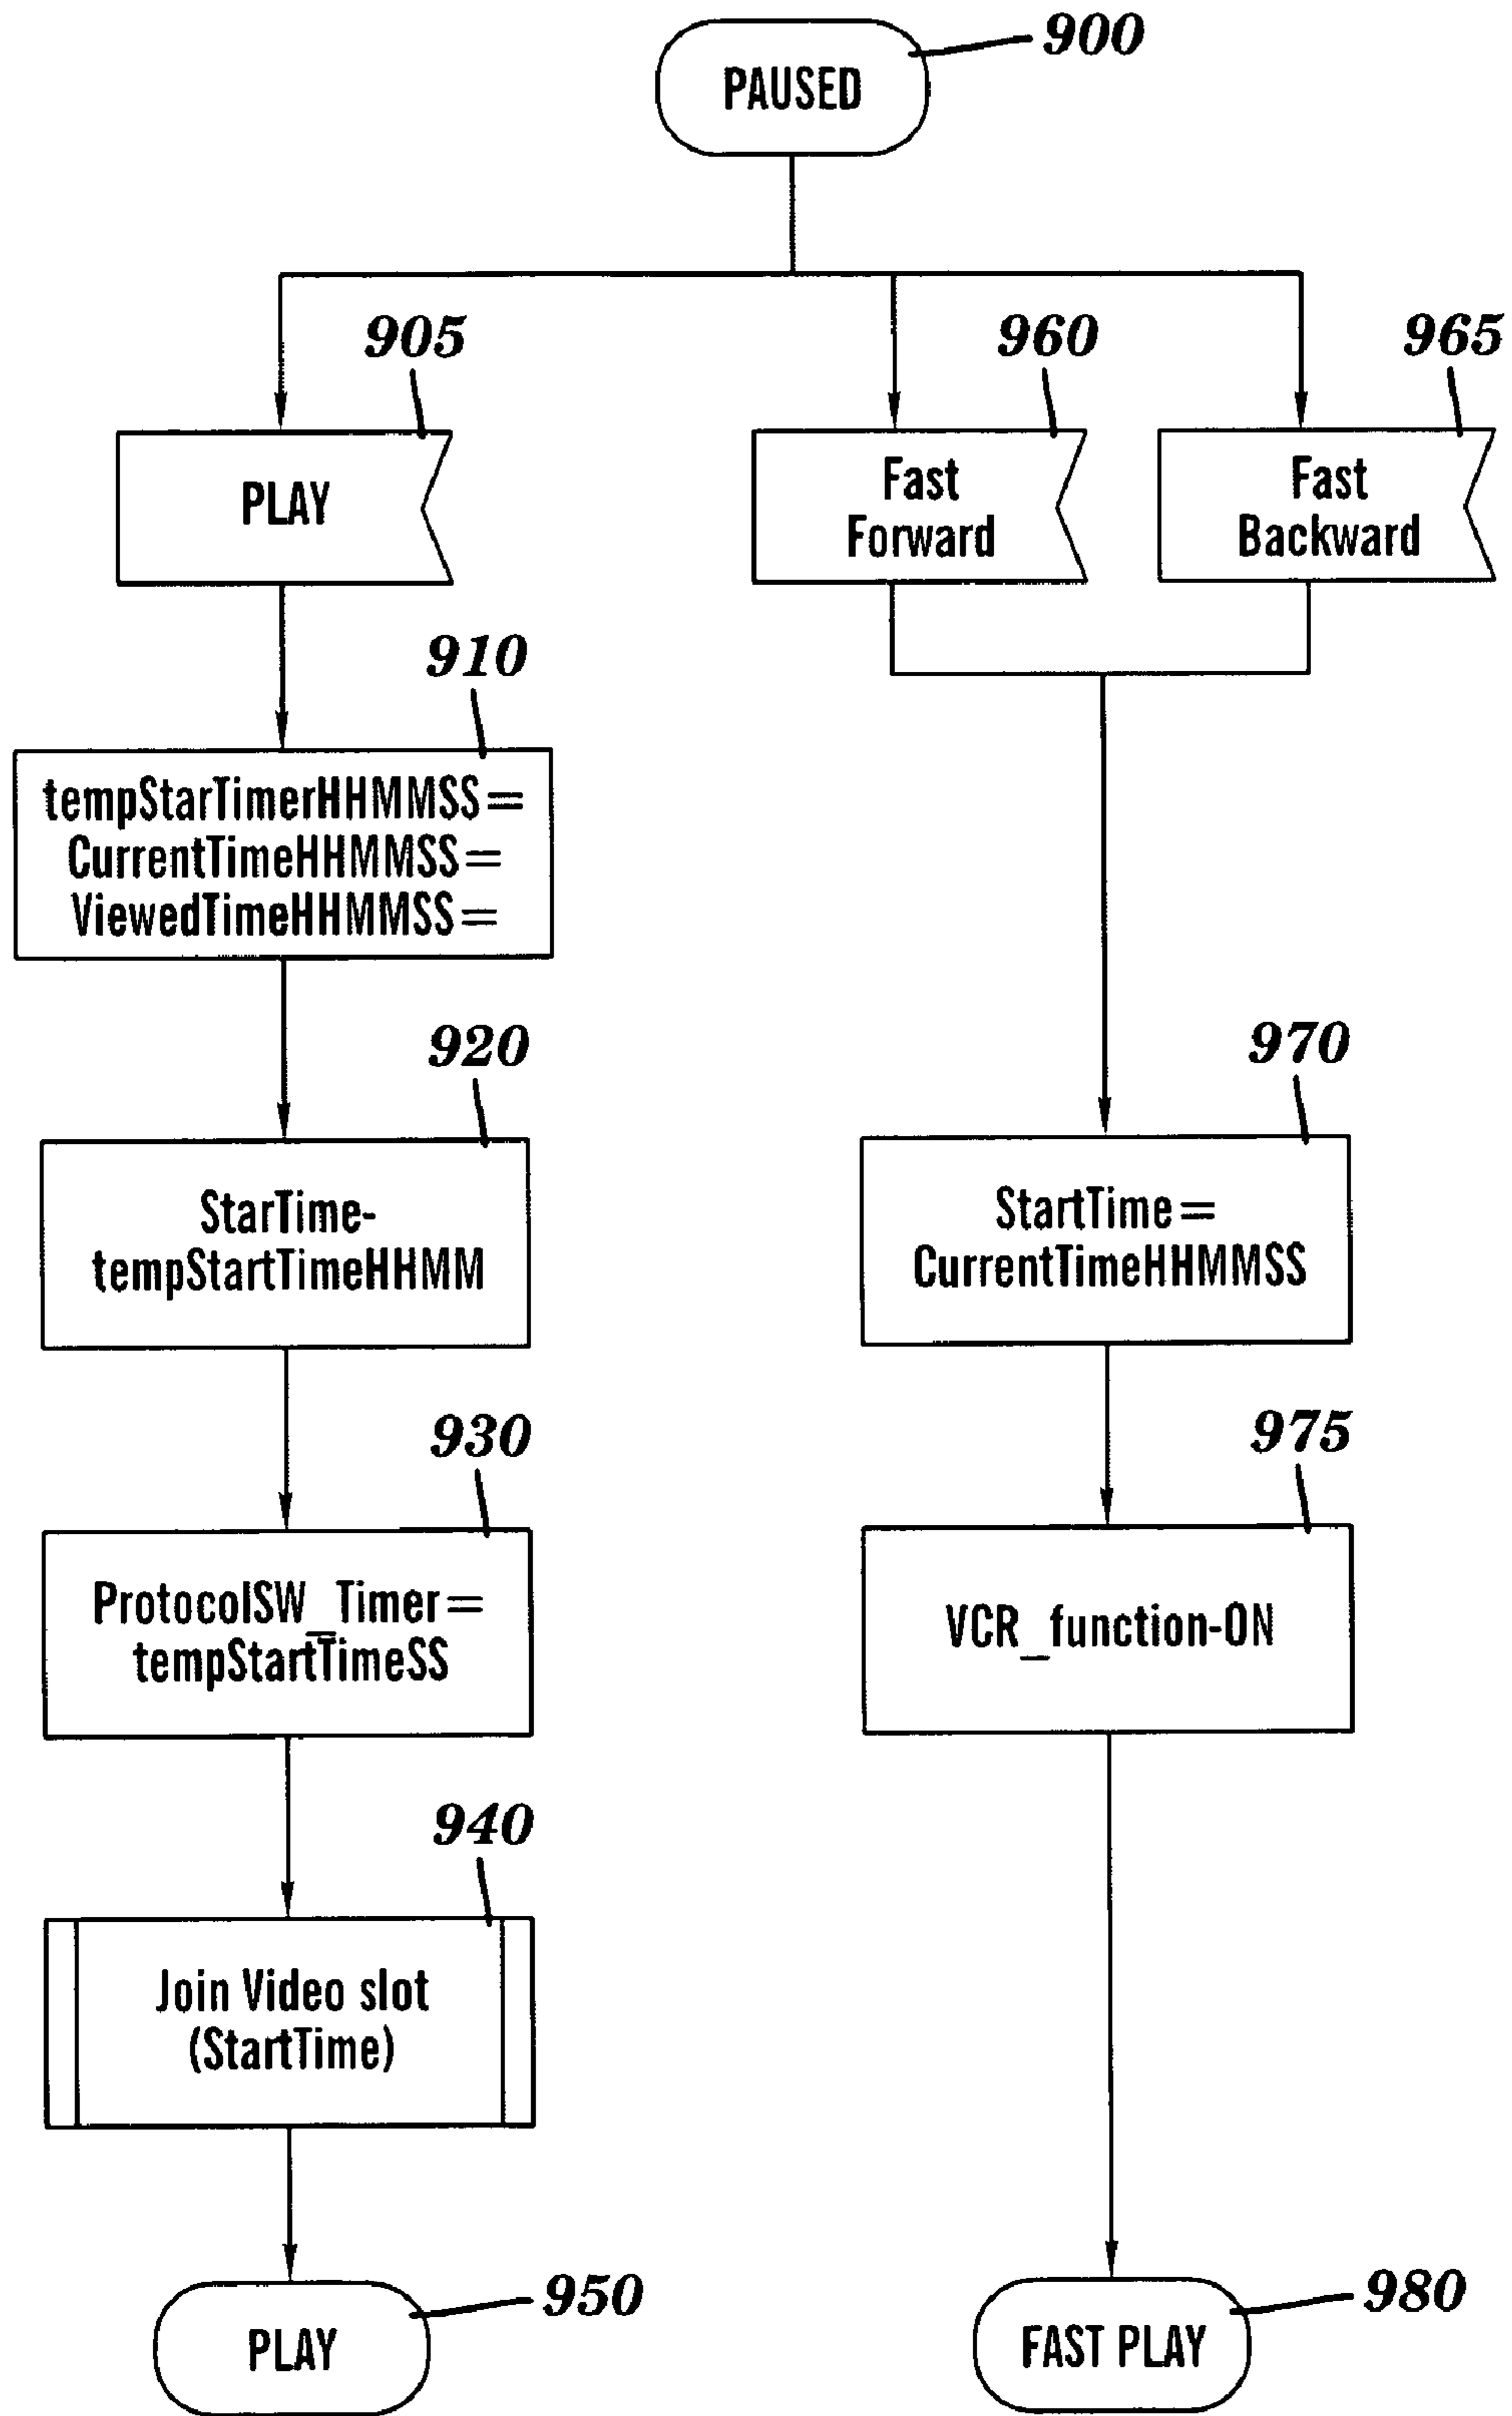 900
PAUSED
905
960
965
PLAY
Fast
Forward
Fast
Backward
910
tempStarTimerHHMMSS=
CurrentTimeHHMMSS=
ViewedTimeHHMMSS=
920
StarTime-
tempStartTimeHHMM
930
ProtocolSW_Timer=
tempStartTimeSS
940
Join Video slot
(StartTime)
950
PLAY
970
StartTime=
CurrentTimeHHMMSS
975
VCR_function-ON
980
FAST PLAY